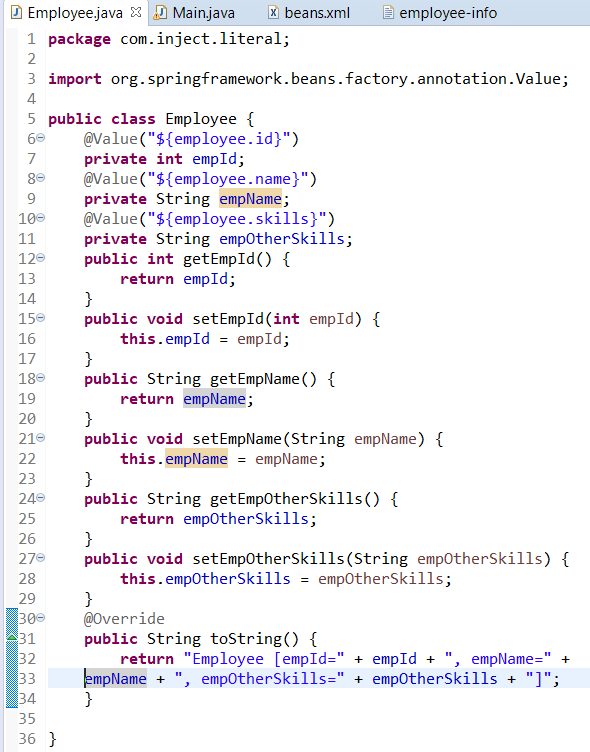 Employee.java Main.java beans.xml employee-info
1 package com.inject.literal;
2
3 import org.springframework.beans.factory.annotation.Value;
4
5 public class Employee {
6 @Value("${employee.id}")
7 private int empId;
8 @Value("${employee.name}")
9 private String empName;
10 @Value("${employee.skills}")
11 private String empOtherSkills;
12 public int getEmpId() {
13 return empId;
14 }
15 public void setEmpId(int empId) {
16 this.empId = empId;
17 }
18 public String getEmpName() {
19 return empName;
20 }
21 public void setEmpName(String empName) {
22 this.empName = empName;
23 }
24 public String getEmpOtherSkills() {
25 return empOtherSkills;
26 }
27 public void setEmpOtherSkills(String empOtherSkills) {
28 this.empOtherSkills = empOtherSkills;
29 }
30 @Override
31 public String toString() {
32 return "Employee [empId=" + empId + ", empName=" +
33 empName + ", empOtherSkills=" + empOtherSkills + "]";
34 }
35
36 }